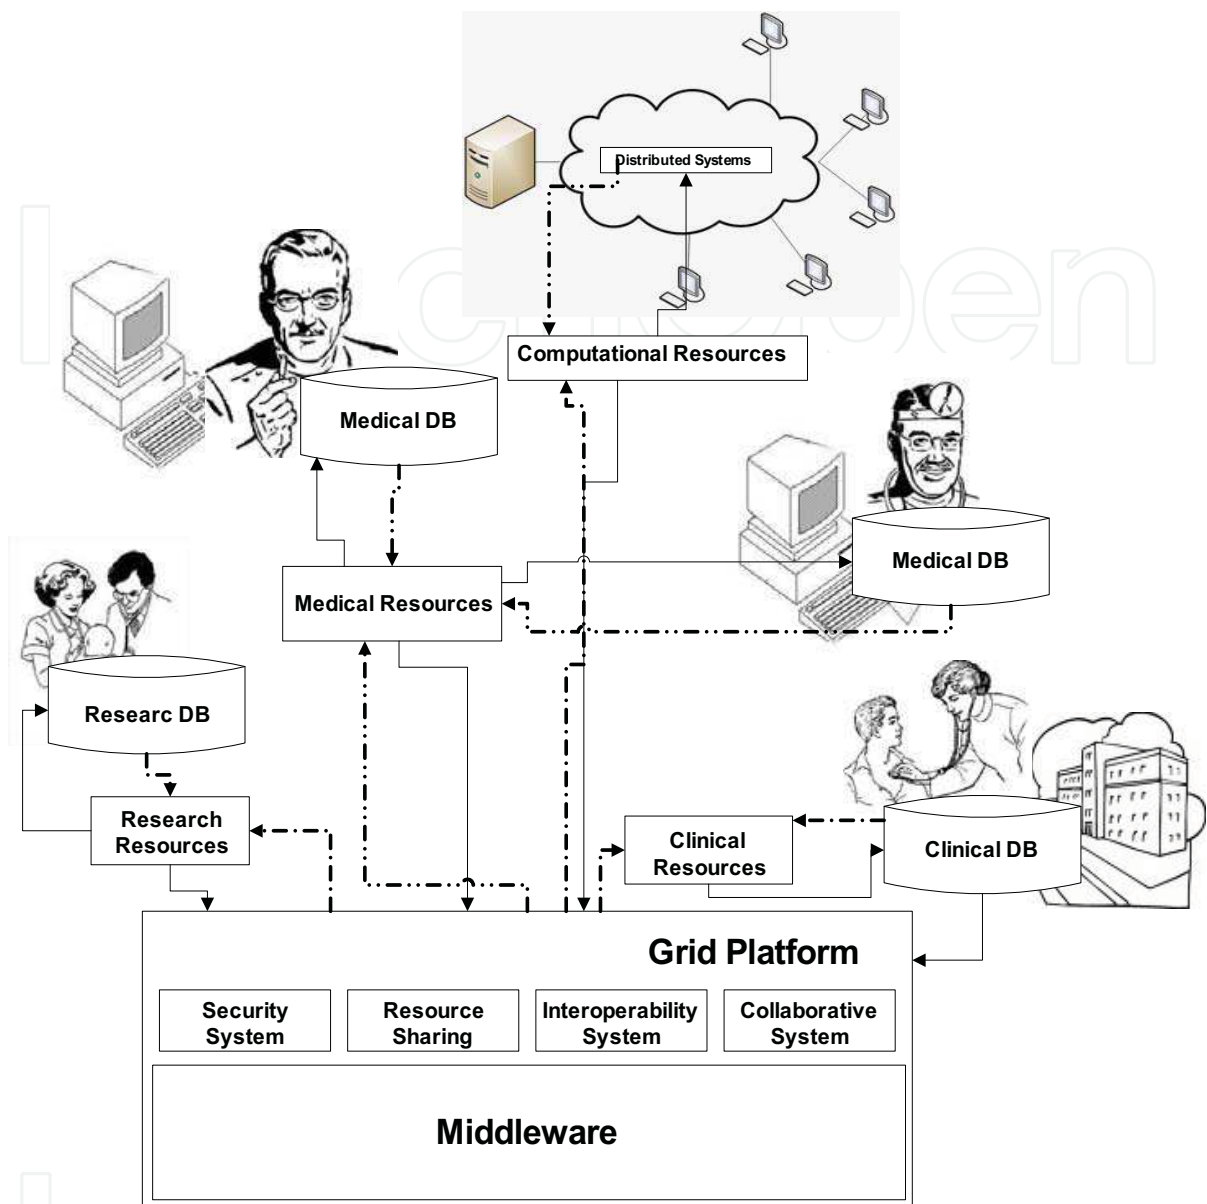 Distributed Systems
Computational Resources
Medical DB
Medical DB
Medical Resources
Researc DB
Research
Resources
Clinical
Resources
Clinical DB
Grid Platform
Security
System
Resource
Sharing
Interoperability
System
Collaborative
System
Middleware